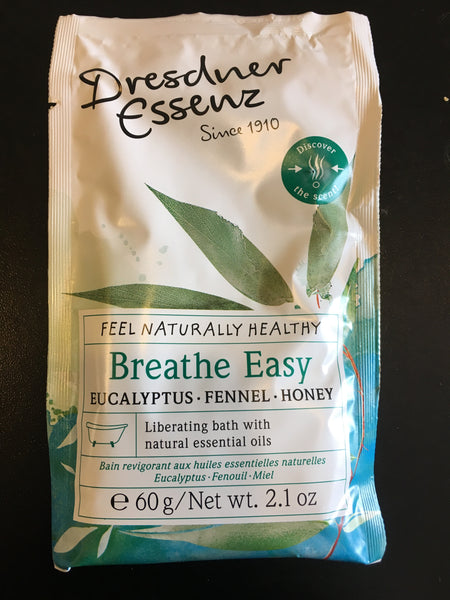 Dresdner
Essenz
Since 1910
Discover
the scent
FEEL NATURALLY HEALTHY
Breathe Easy
EUCALYPTUS · FENNEL · HONEY
Liberating bath with
natural essential oils
Bain revigorant aux huiles essentielles naturelles
Eucalyptus · Fenouil · Miel
℮ 60 g/Net wt. 2.1 oz